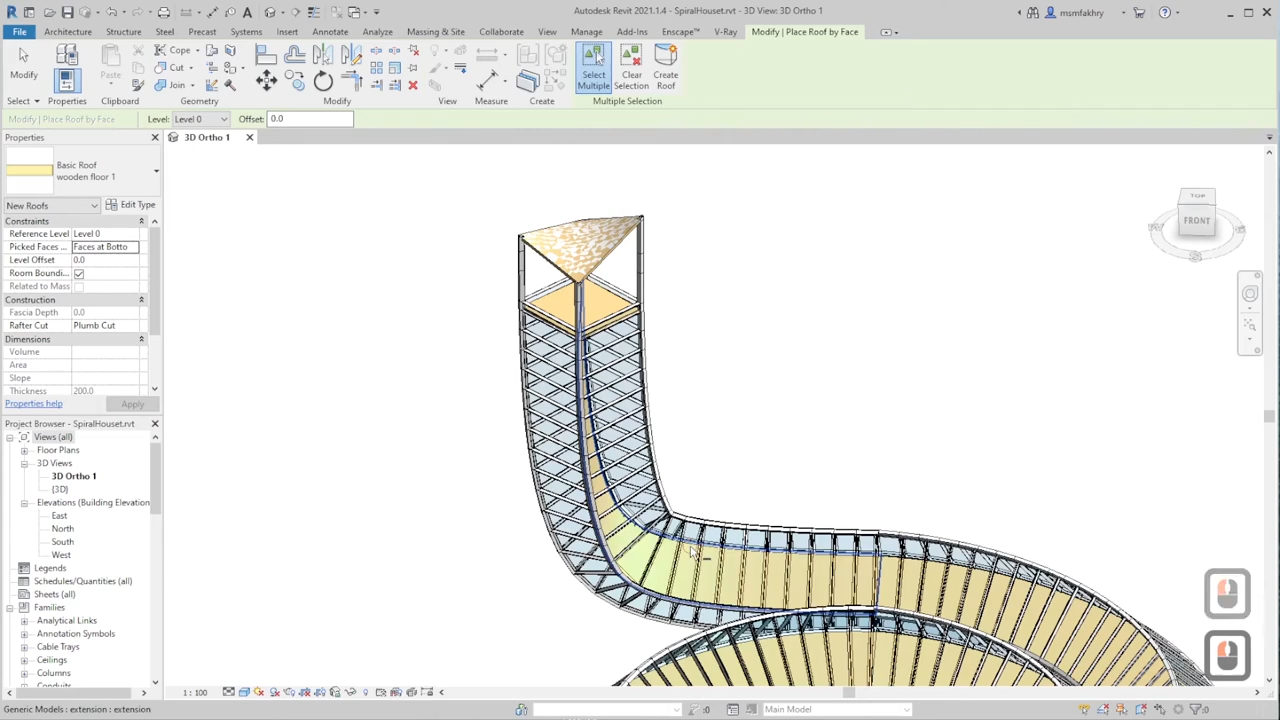 Autodesk Revit 2021.1.4 - SpiralHouset.rvt - 3D View: 3D Ortho 1
msmfakhry
File Architecture Structure Steel Precast Systems Insert Annotate Analyze Massing & Site Collaborate View Manage Add-Ins Enscape™ V-Ray Modify | Place Roof by Face
Modify
Properties
Paste
Cope
Cut
Join
Select Multiple
Clear Selection
Create Roof
Select Properties Clipboard Geometry Modify View Measure Create Multiple Selection
Modify | Place Roof by Face Level: Level 0 Offset: 0.0
Properties
3D Ortho 1
Basic Roof
wooden floor 1
New Roofs Edit Type
Constraints
Reference Level Level 0
Picked Faces ... Faces at Botto
Level Offset 0.0
Room Boundi...
Related to Mass
Construction
Fascia Depth 0.0
Rafter Cut Plumb Cut
Dimensions
Volume
Area
Slope
Thickness 200.0
Properties help Apply
Project Browser - SpiralHouset.rvt
Views (all)
Floor Plans
3D Views
3D Ortho 1
{3D}
Elevations (Building Elevation
East
North
South
West
Legends
Schedules/Quantities (all)
Sheets (all)
Families
Analytical Links
Annotation Symbols
Cable Trays
Ceilings
Columns
Conduits
TOP
FRONT
1 : 100
Generic Models : extension : extension
:0
Main Model
:0